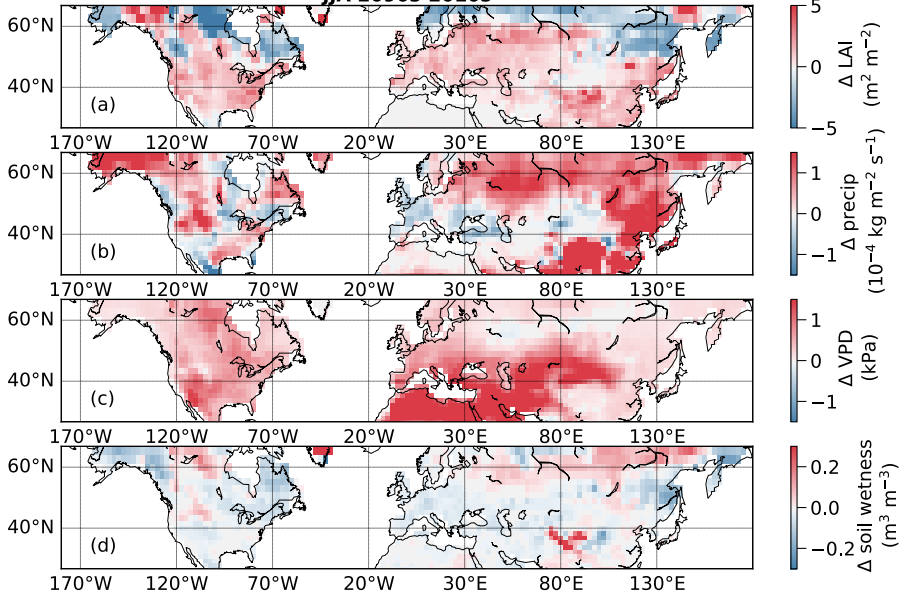 60°N
40°N
(a)
170°W 120°W 70°W 20°W 30°E 80°E 130°E
5
0
−5
Δ LAI
(m² m⁻²)
60°N
40°N
(b)
170°W 120°W 70°W 20°W 30°E 80°E 130°E
1
0
−1
Δ precip
(10⁻⁴ kg m⁻² s⁻¹)
60°N
40°N
(c)
170°W 120°W 70°W 20°W 30°E 80°E 130°E
1
0
−1
Δ VPD
(kPa)
60°N
40°N
(d)
170°W 120°W 70°W 20°W 30°E 80°E 130°E
0.2
0.0
−0.2
Δ soil wetness
(m³ m⁻³)